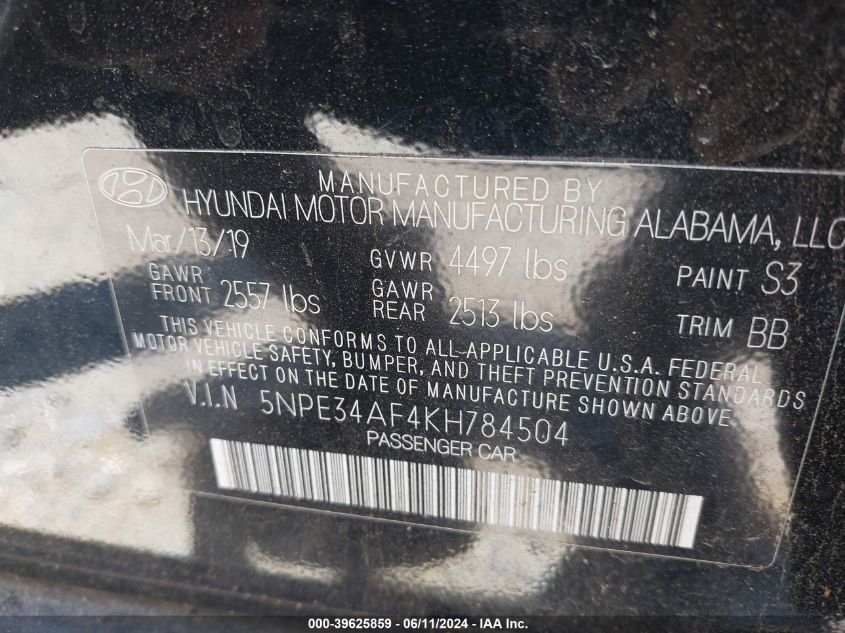 MANUFACTURED BY
HYUNDAI MOTOR MANUFACTURING ALABAMA, LLC
Mar/13/19 GVWR 4497 lbs PAINT S3
GAWR FRONT 2557 lbs GAWR REAR 2513 lbs TRIM BB
THIS VEHICLE CONFORMS TO ALL APPLICABLE U.S.A. FEDERAL
MOTOR VEHICLE SAFETY, BUMPER, AND THEFT PREVENTION STANDARDS
IN EFFECT ON THE DATE OF MANUFACTURE SHOWN ABOVE.
V.I.N 5NPE34AF4KH784504
PASSENGER CAR
000-39625859 - 06/11/2024 - IAA, Inc.